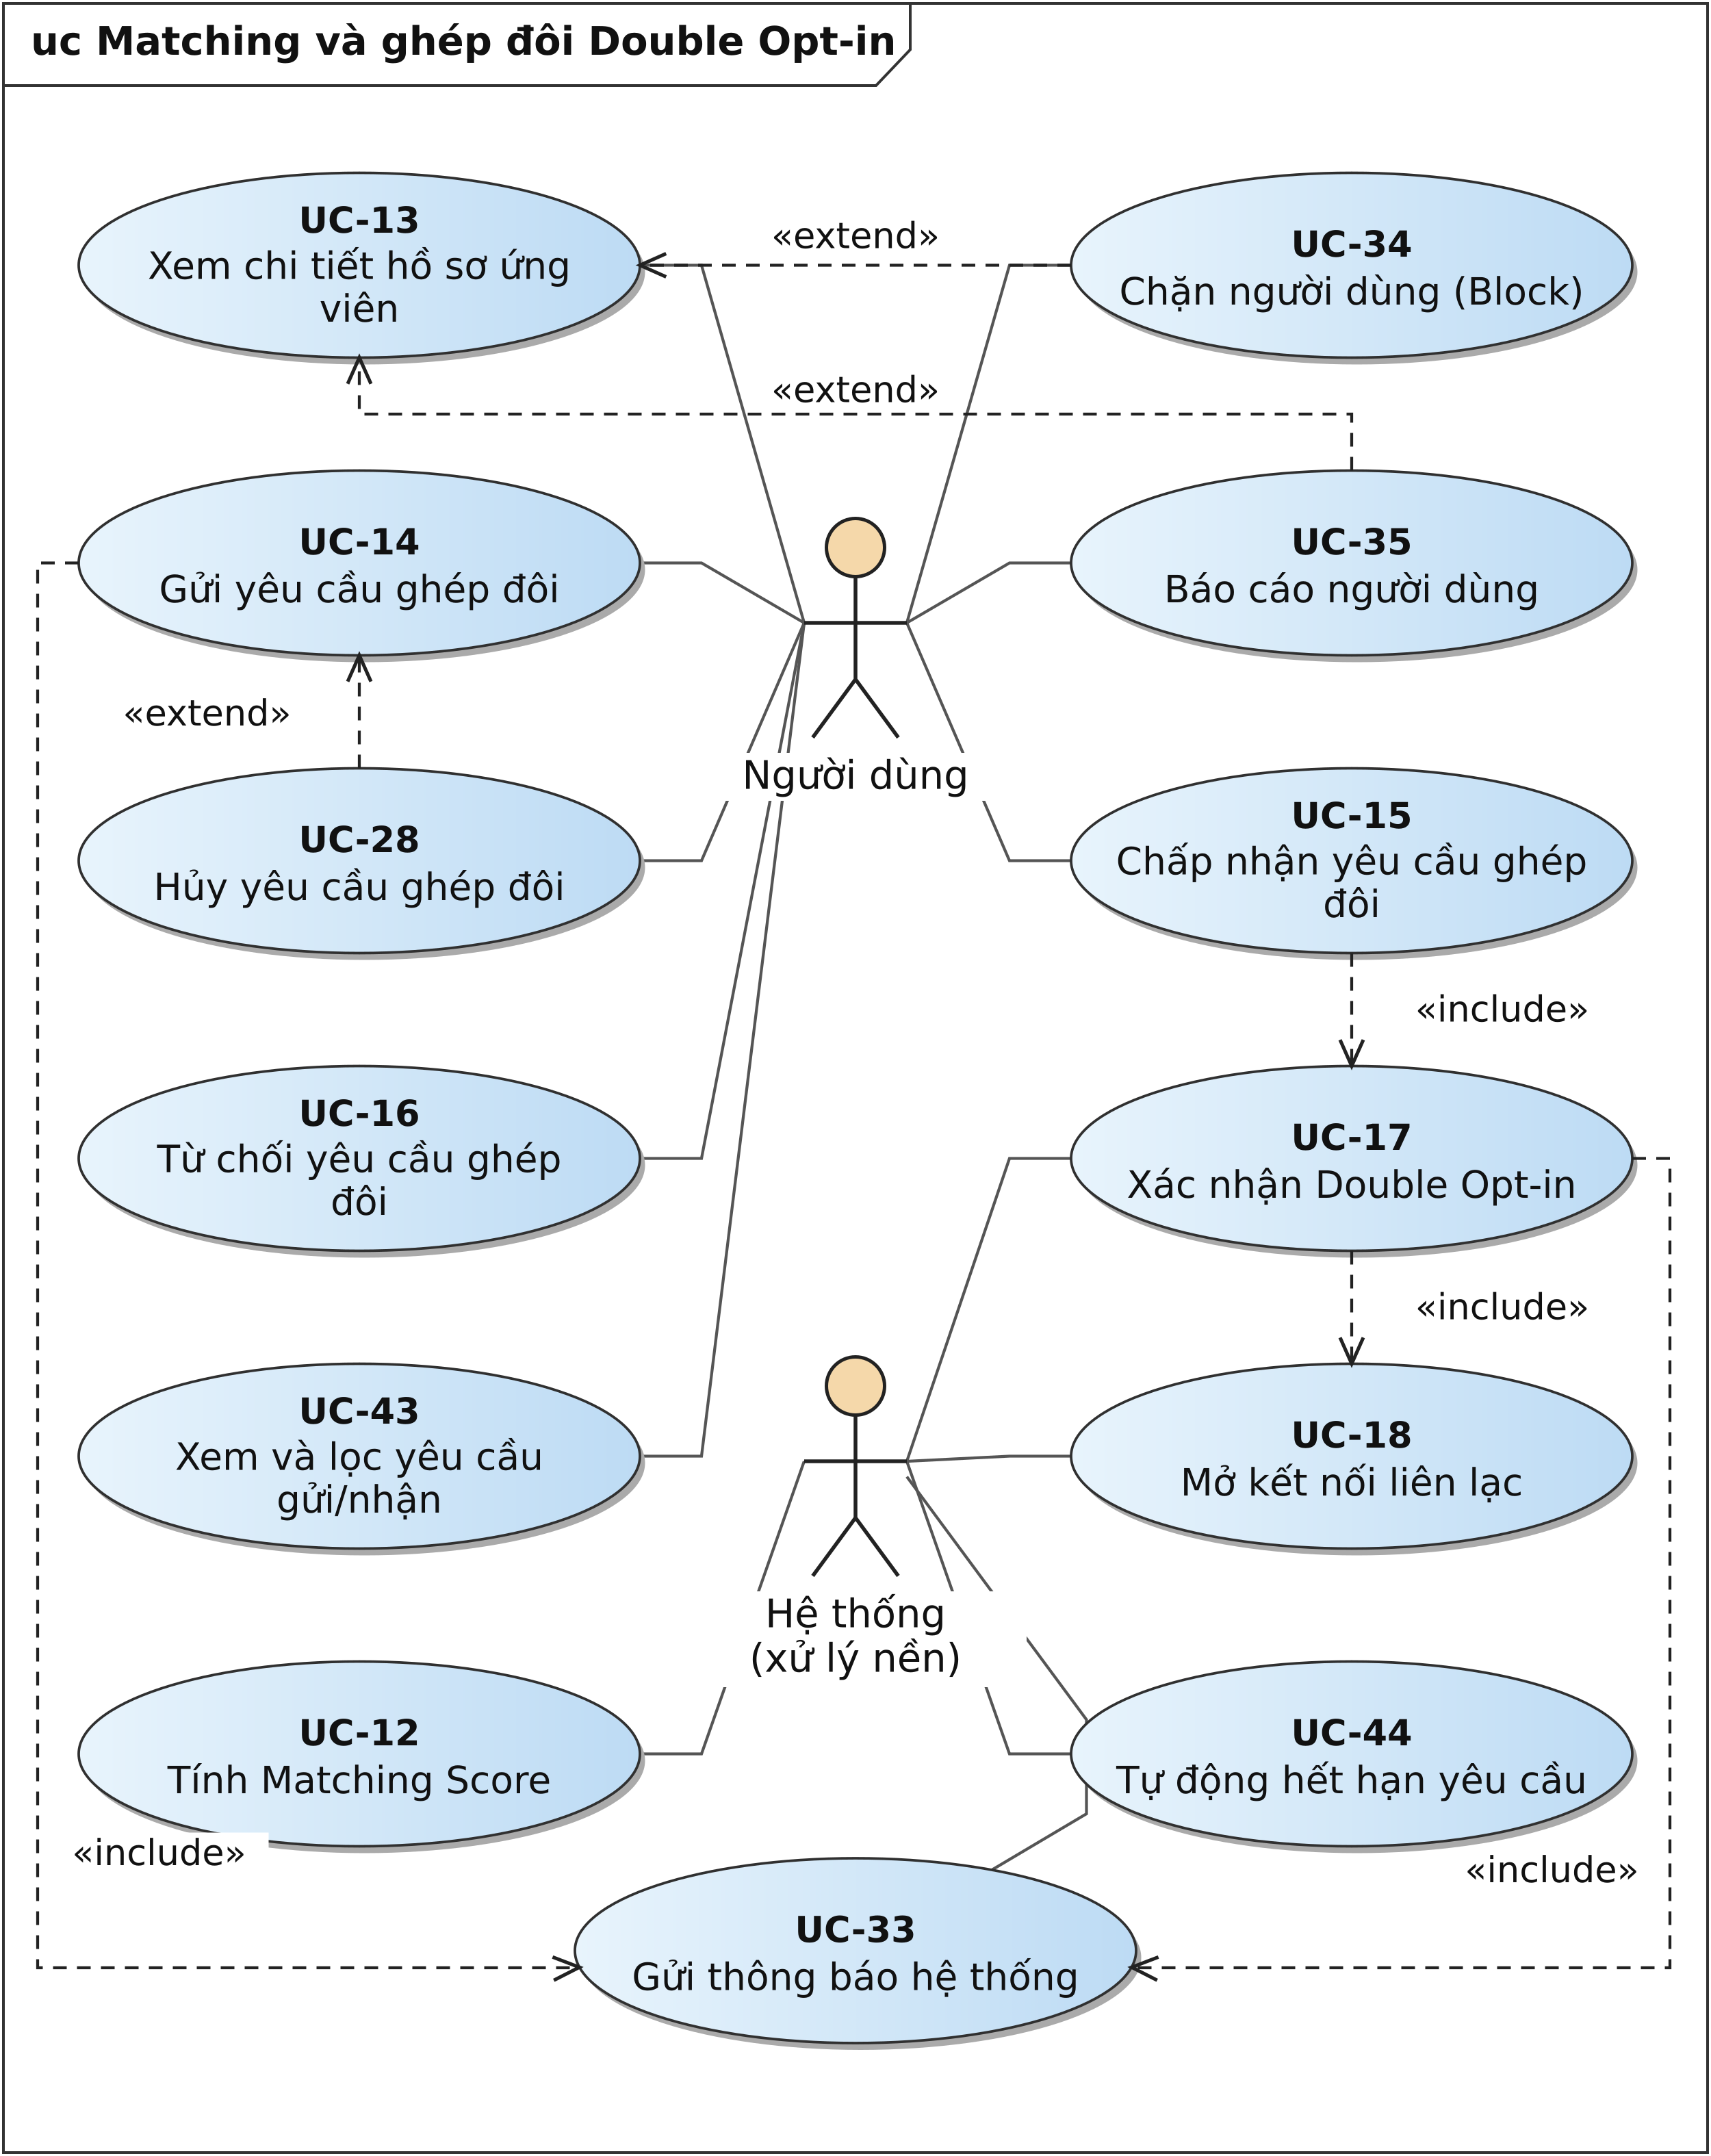 uc Matching và ghép đôi Double Opt-in
UC-13
Xem chi tiết hồ sơ ứng
viên
«extend»
UC-34
Chặn người dùng (Block)
«extend»
UC-14
Gửi yêu cầu ghép đôi
UC-35
Báo cáo người dùng
«extend»
Người dùng
UC-28
Hủy yêu cầu ghép đôi
UC-15
Chấp nhận yêu cầu ghép
đôi
«include»
UC-16
Từ chối yêu cầu ghép
đôi
UC-17
Xác nhận Double Opt-in
«include»
UC-43
Xem và lọc yêu cầu
gửi/nhận
UC-18
Mở kết nối liên lạc
Hệ thống
(xử lý nền)
UC-12
Tính Matching Score
UC-44
Tự động hết hạn yêu cầu
«include»
«include»
UC-33
Gửi thông báo hệ thống